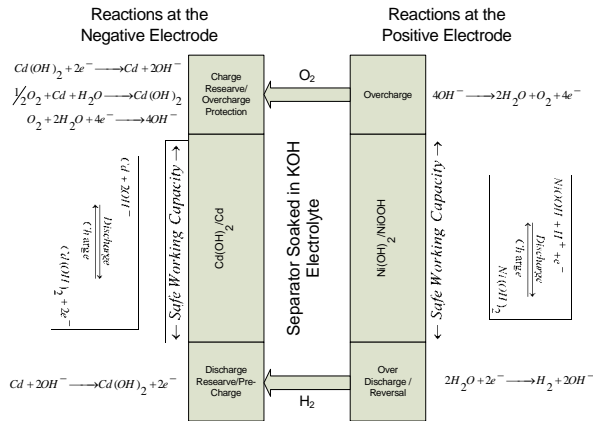 Reactions at the
Negative Electrode
Reactions at the
Positive Electrode
Cd(OH)₂ + 2e⁻ ⟶ Cd + 2OH⁻
½O₂ + Cd + H₂O ⟶ Cd(OH)₂
O₂ + 2H₂O + 4e⁻ ⟶ 4OH⁻
Charge
Researve/
Overcharge
Protection
O₂
Overcharge
4OH⁻ ⟶ 2H₂O + O₂ + 4e⁻
Cd + 2OH⁻
Discharge
Charge
Cd(OH)₂ + 2e⁻
Safe Working Capacity
Cd(OH)₂/Cd
Separator Soaked in KOH
Electrolyte
Ni(OH)₂/NiOOH
Safe Working Capacity
NiOOH + H⁺ + e⁻
Discharge
Charge
Ni(OH)₂
Cd + 2OH⁻ ⟶ Cd(OH)₂ + 2e⁻
Discharge
Researve/Pre-
Charge
H₂
Over
Discharge /
Reversal
2H₂O + 2e⁻ ⟶ H₂ + 2OH⁻